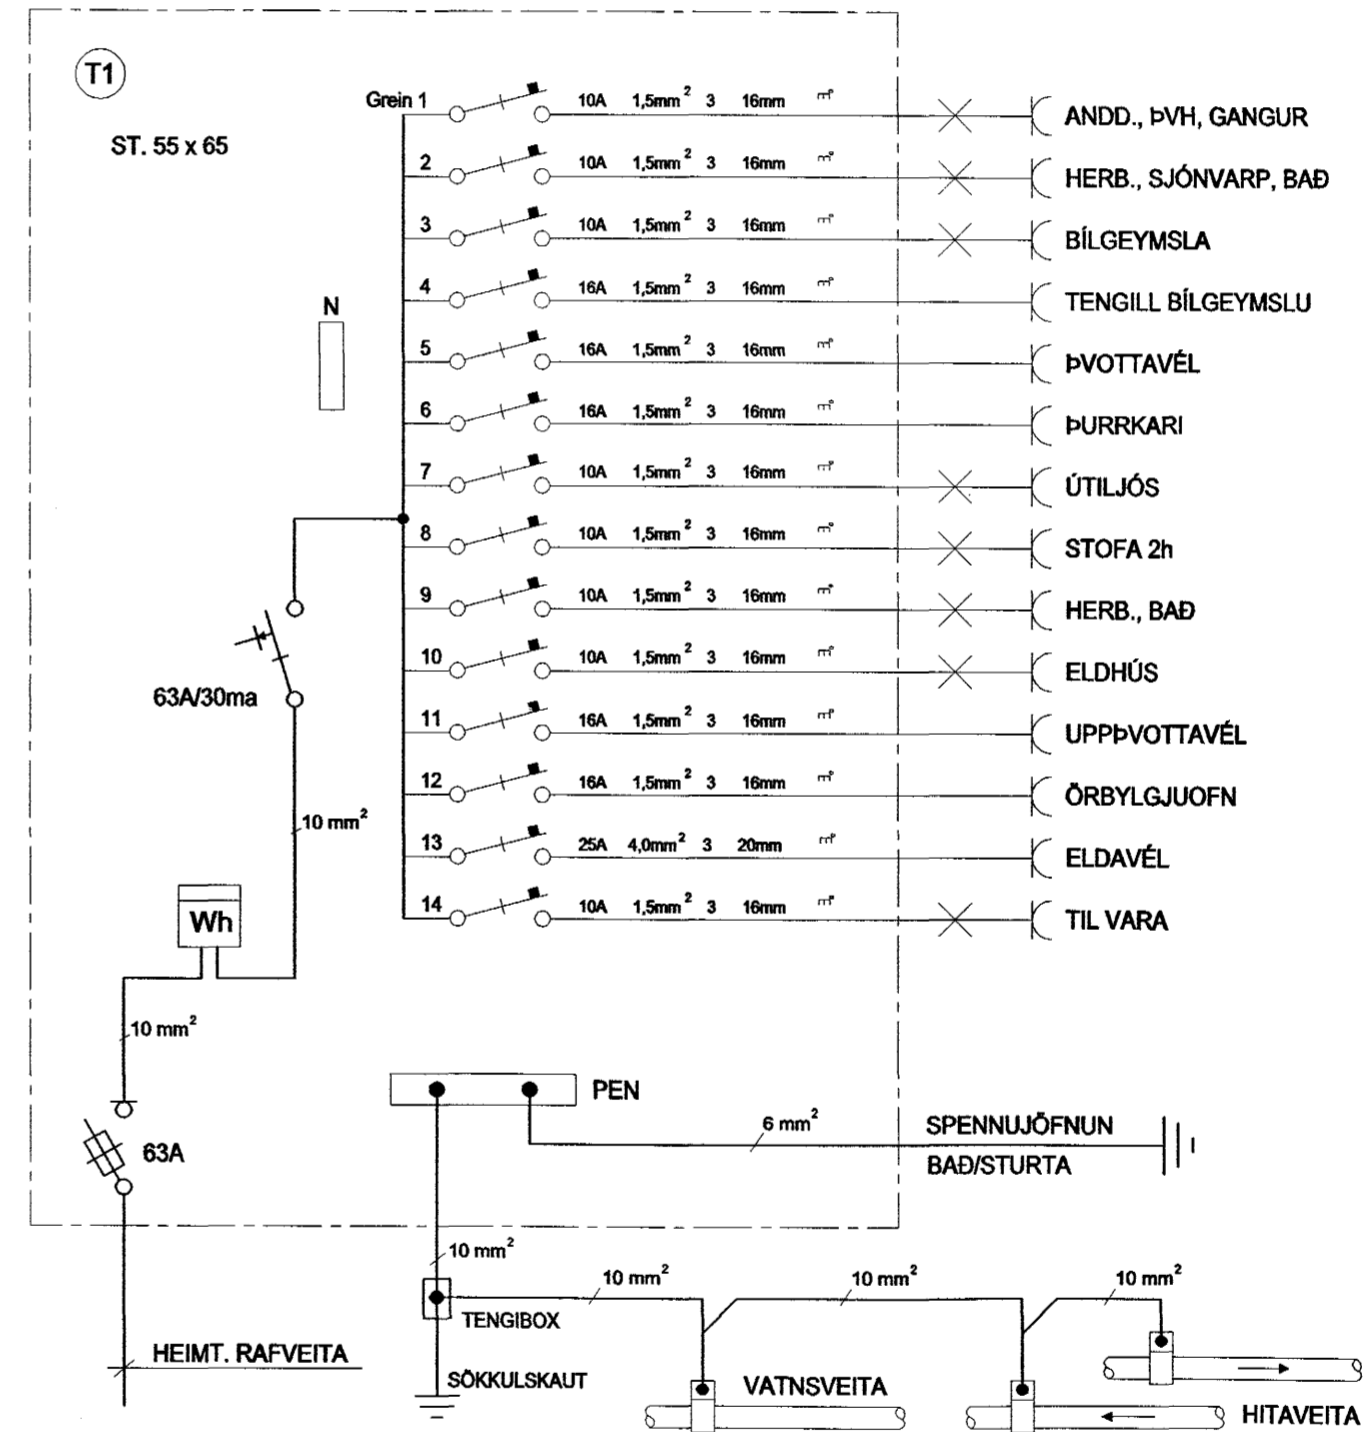 T1
ST. 55 x 65
Grein 1 10A 1,5mm² 3 16mm ANDD., ÞVH, GANGUR
2 10A 1,5mm² 3 16mm HERB., SJÓNVARP, BAÐ
3 10A 1,5mm² 3 16mm BÍLGEYMSLA
4 16A 1,5mm² 3 16mm TENGILL BÍLGEYMSLU
N
5 16A 1,5mm² 3 16mm ÞVOTTAVÉL
6 16A 1,5mm² 3 16mm ÞURRKARI
7 10A 1,5mm² 3 16mm ÚTILJÓS
8 10A 1,5mm² 3 16mm STOFA 2h
9 10A 1,5mm² 3 16mm HERB., BAÐ
10 10A 1,5mm² 3 16mm ELDHÚS
63A/30ma
11 16A 1,5mm² 3 16mm UPPÞVOTTAVÉL
12 16A 1,5mm² 3 16mm ÖRBYLGJUOFN
10 mm²
13 25A 4,0mm² 3 20mm ELDAVÉL
14 10A 1,5mm² 3 16mm TIL VARA
Wh
10 mm²
PEN
6 mm² SPENNUJÖFNUN
BAÐ/STURTA
63A
10 mm²
10 mm² 10 mm² 10 mm²
TENGIBOX
HEIMT. RAFVEITA
SÖKKULSKAUT
VATNSVEITA
HITAVEITA